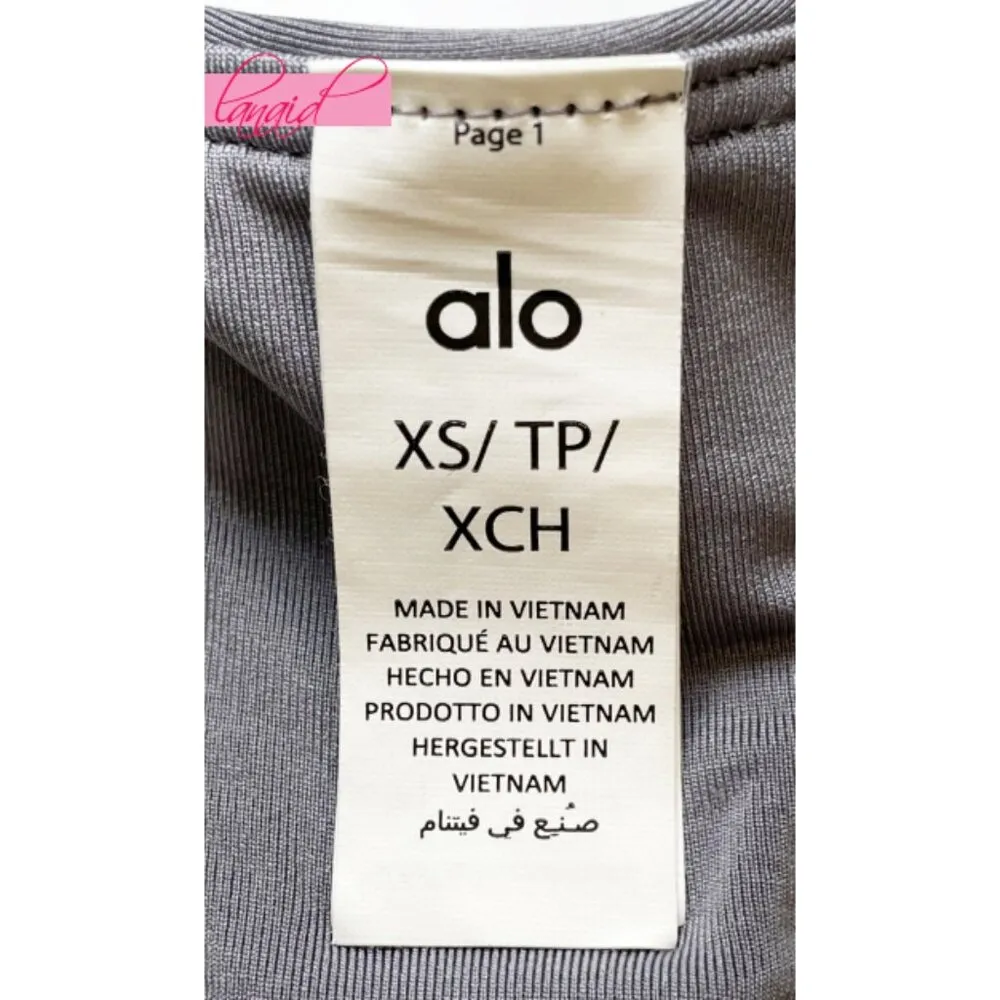 lanaid
Page 1
alo
XS/ TP/
XCH
MADE IN VIETNAM
FABRIQUÉ AU VIETNAM
HECHO EN VIETNAM
PRODOTTO IN VIETNAM
HERGESTELLT IN
VIETNAM
صُنِع في فيتنام